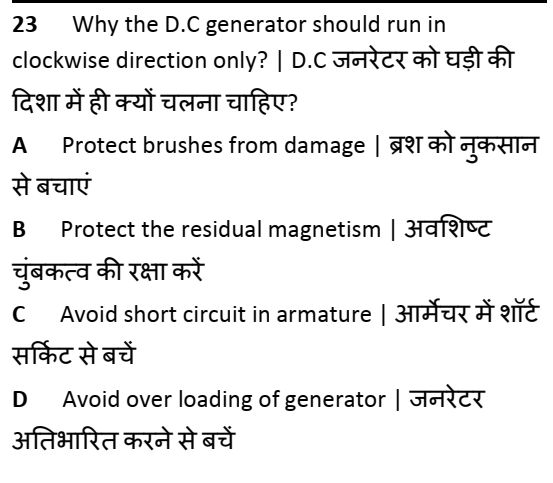 23 Why the D.C generator should run in
clockwise direction only? | D.C जनरेटर को घड़ी की
दिशा में ही क्यों चलना चाहिए?
A Protect brushes from damage | ब्रश को नुकसान
से बचाएं
B Protect the residual magnetism | अवशिष्ट
चुंबकत्व की रक्षा करें
C Avoid short circuit in armature | आर्मेचर में शॉर्ट
सर्किट से बचें
D Avoid over loading of generator | जनरेटर
अतिभारित करने से बचें